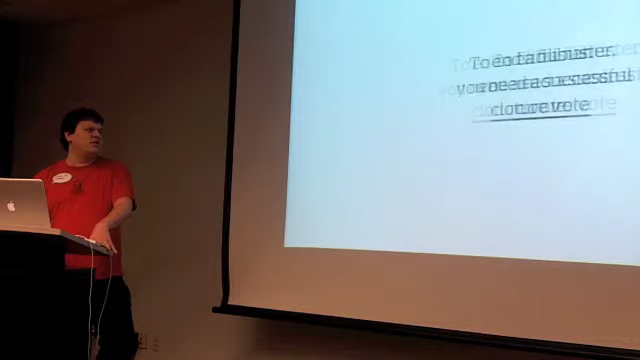 To end a filibuster,
you need a successful
cloture vote